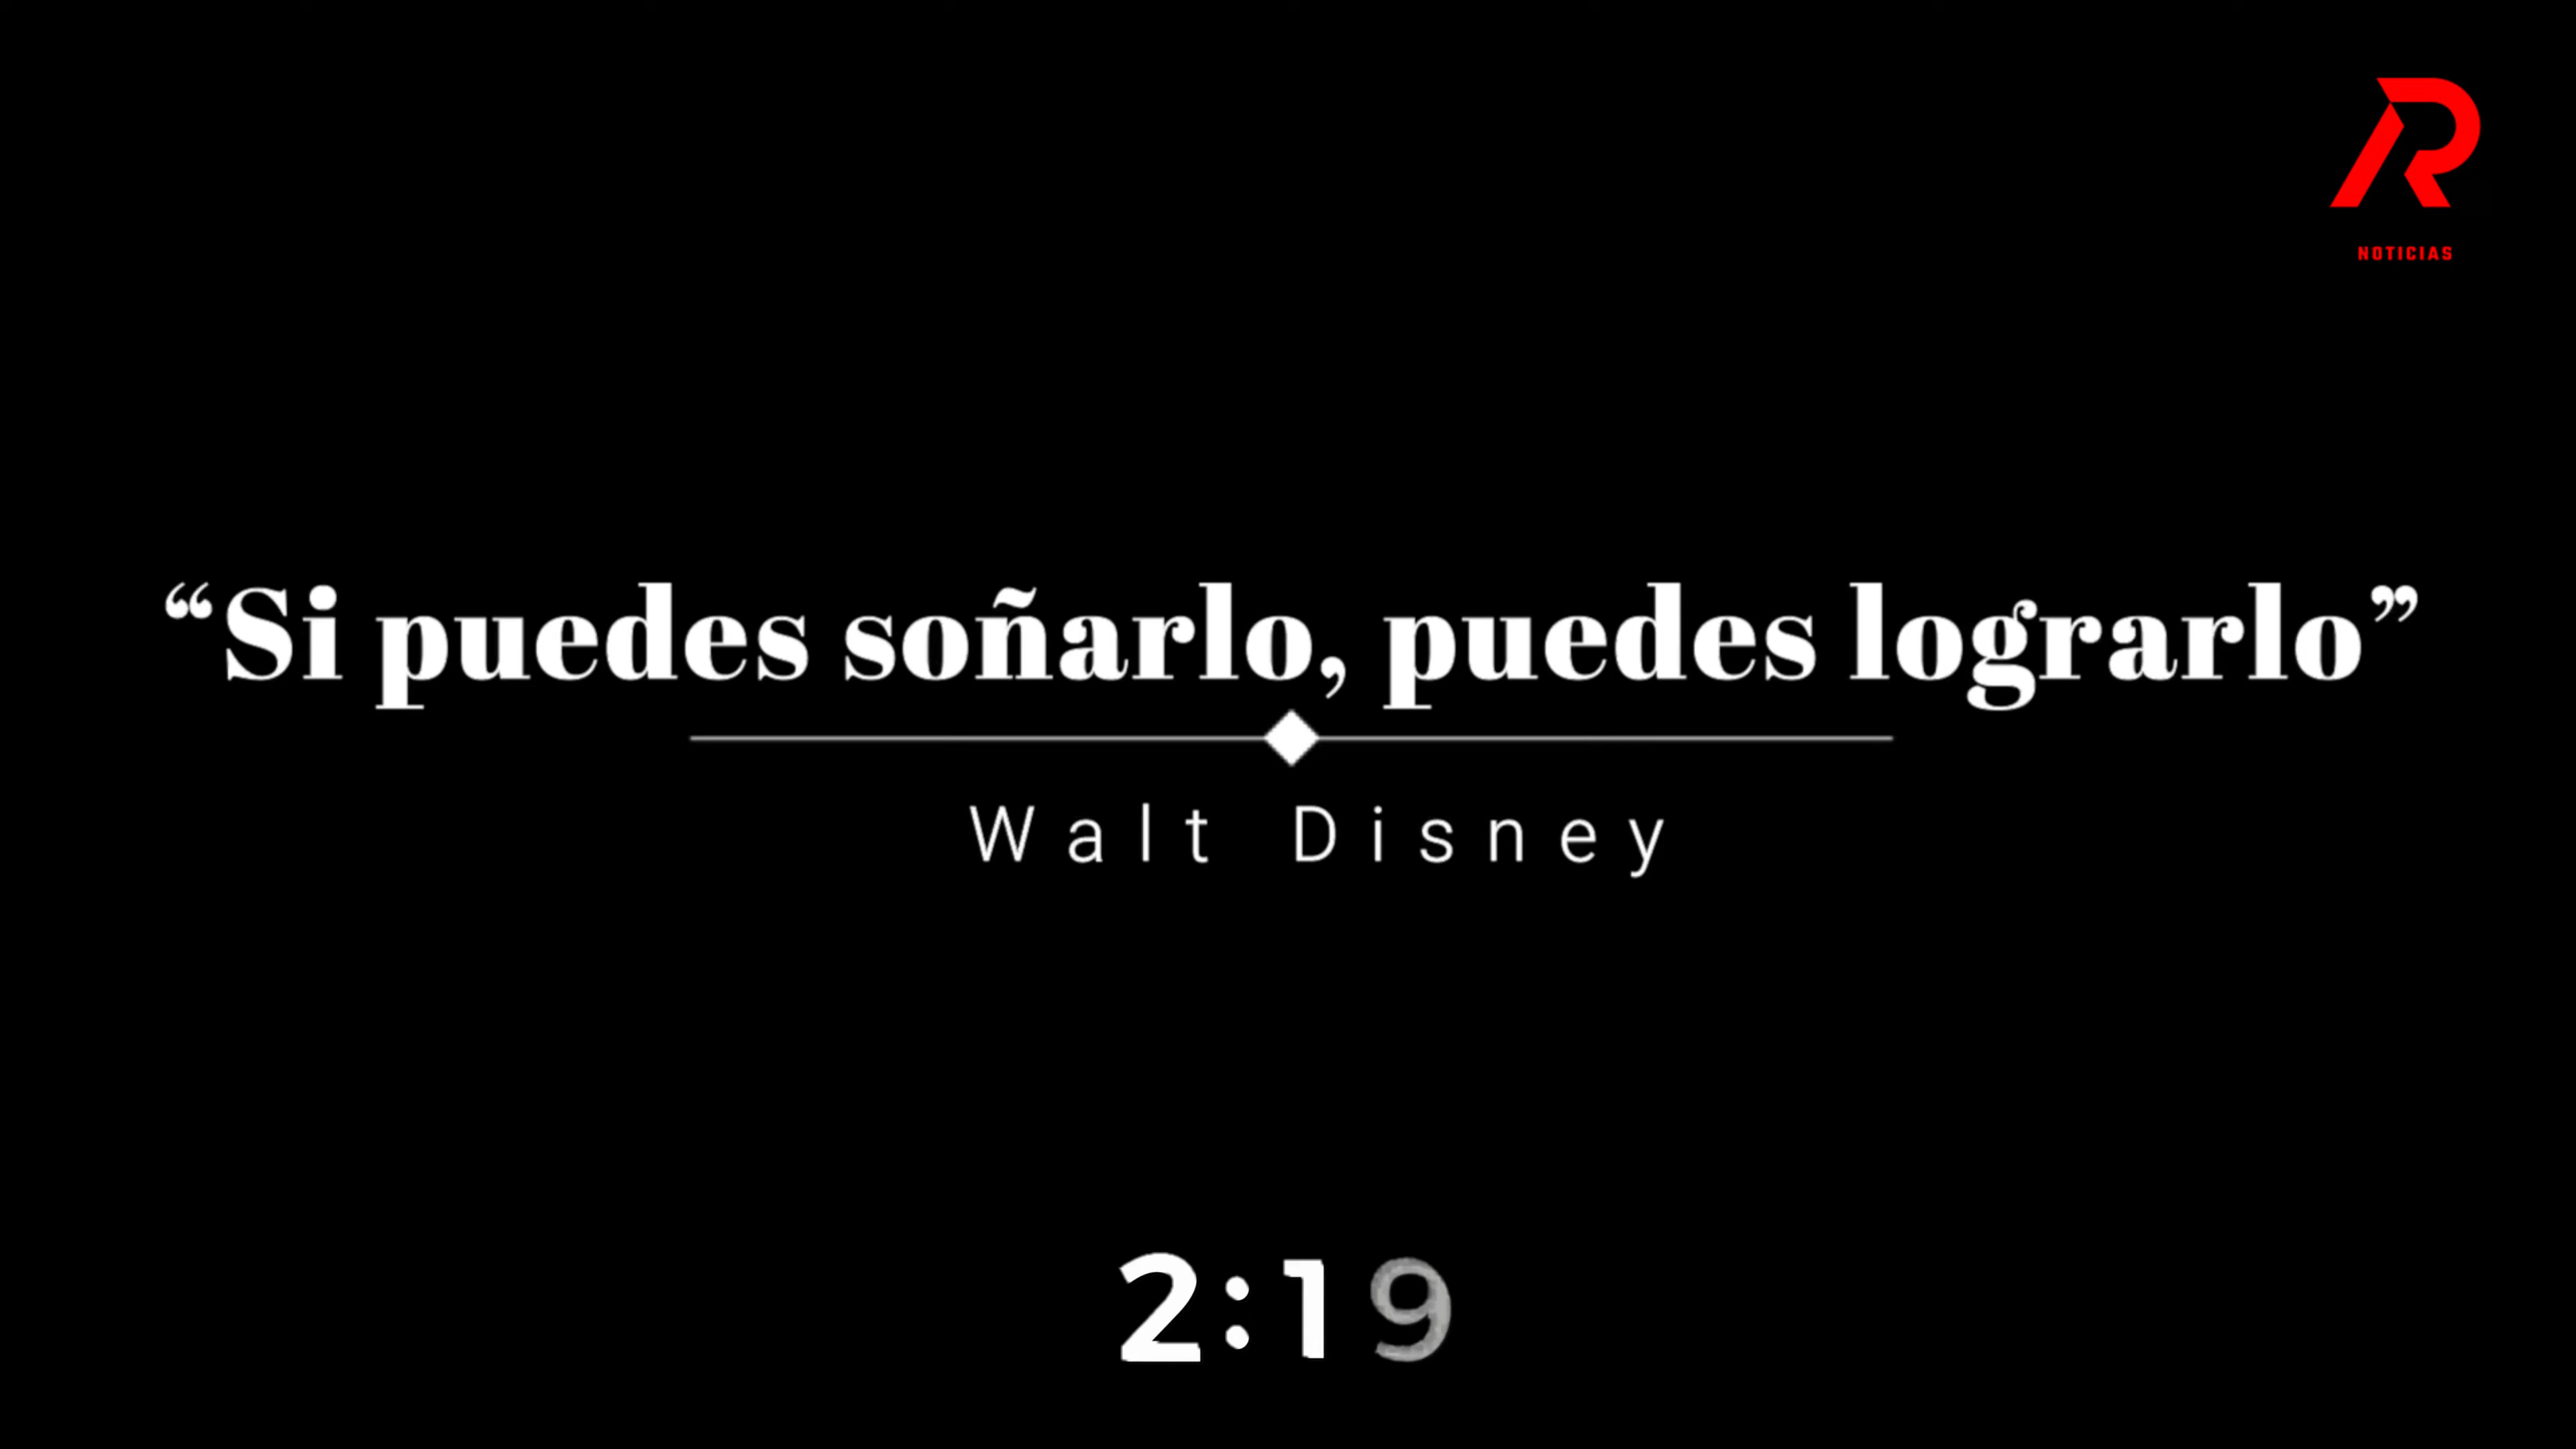 R
NOTICIAS
“Si puedes soñarlo, puedes lograrlo”
Walt Disney
2:19